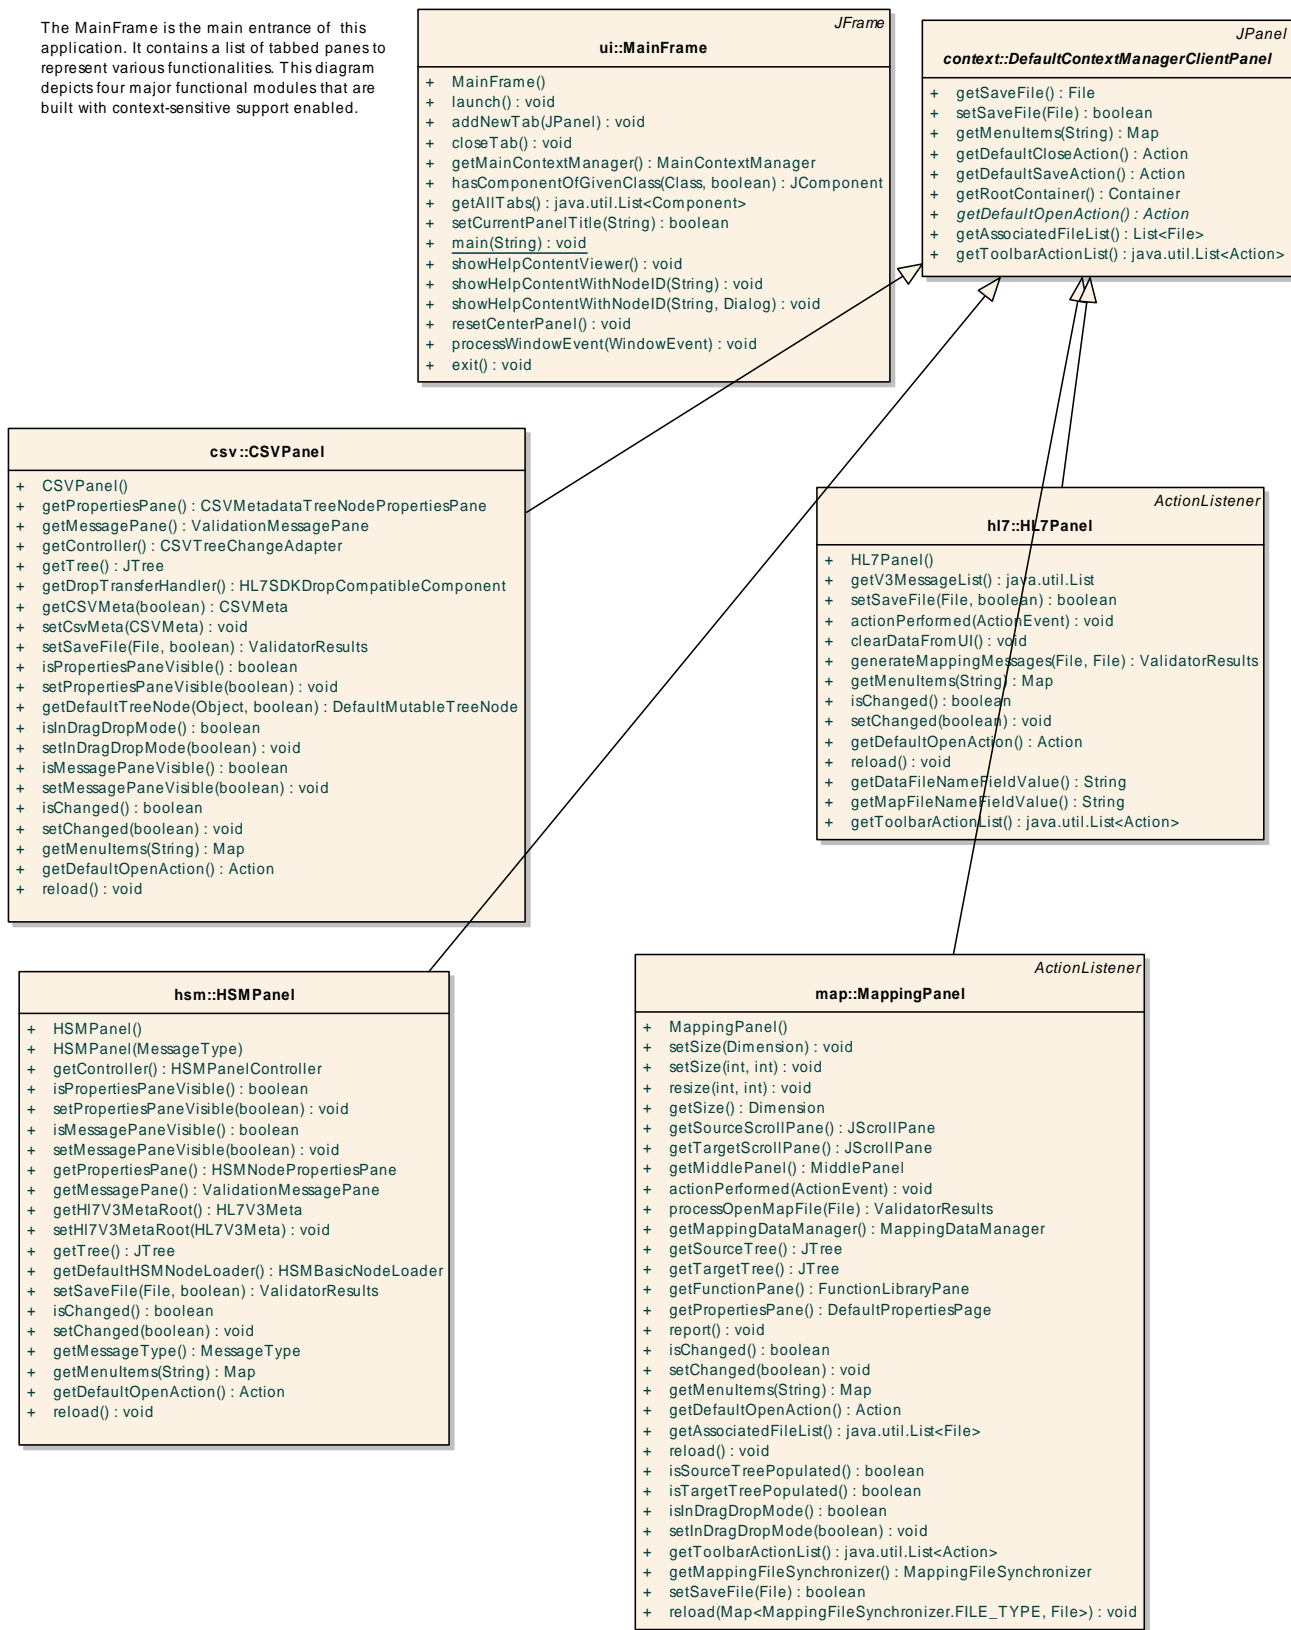 The MainFrame is the main entrance of this
application. It contains a list of tabbed panes to
represent various functionalities. This diagram
depicts four major functional modules that are
built with context-sensitive support enabled.
JFrame
ui::MainFrame
+ MainFrame()
+ launch() : void
+ addNewTab(JPanel) : void
+ closeTab() : void
+ getMainContextManager() : MainContextManager
+ hasComponentOfGivenClass(Class, boolean) : JComponent
+ getAllTabs() : java.util.List<Component>
+ setCurrentPanelTitle(String) : boolean
+ main(String) : void
+ showHelpContentViewer() : void
+ showHelpContentWithNodeID(String) : void
+ showHelpContentWithNodeID(String, Dialog) : void
+ resetCenterPanel() : void
+ processWindowEvent(WindowEvent) : void
+ exit() : void
JPanel
context::DefaultContextManagerClientPanel
+ getSaveFile() : File
+ setSaveFile(File) : boolean
+ getMenuItems(String) : Map
+ getDefaultCloseAction() : Action
+ getDefaultSaveAction() : Action
+ getRootContainer() : Container
+ getDefaultOpenAction() : Action
+ getAssociatedFileList() : List<File>
+ getToolbarActionList() : java.util.List<Action>
csv::CSVPanel
+ CSVPanel()
+ getPropertiesPane() : CSVMetadataTreeNodePropertiesPane
+ getMessagePane() : ValidationMessagePane
+ getController() : CSVTreeChangeAdapter
+ getTree() : JTree
+ getDropTransferHandler() : HL7SDKDropCompatibleComponent
+ getCSVMeta(boolean) : CSVMeta
+ setCsvMeta(CSVMeta) : void
+ setSaveFile(File, boolean) : ValidatorResults
+ isPropertiesPaneVisible() : boolean
+ setPropertiesPaneVisible(boolean) : void
+ getDefaultTreeNode(Object, boolean) : DefaultMutableTreeNode
+ isInDragDropMode() : boolean
+ setInDragDropMode(boolean) : void
+ isMessagePaneVisible() : boolean
+ setMessagePaneVisible(boolean) : void
+ isChanged() : boolean
+ setChanged(boolean) : void
+ getMenuItems(String) : Map
+ getDefaultOpenAction() : Action
+ reload() : void
ActionListener
hl7::HL7Panel
+ HL7Panel()
+ getV3MessageList() : java.util.List
+ setSaveFile(File, boolean) : boolean
+ actionPerformed(ActionEvent) : void
+ clearDataFromUI() : void
+ generateMappingMessages(File, File) : ValidatorResults
+ getMenuItems(String) : Map
+ isChanged() : boolean
+ setChanged(boolean) : void
+ getDefaultOpenAction() : Action
+ reload() : void
+ getDataFileNameFieldValue() : String
+ getMapFileNameFieldValue() : String
+ getToolbarActionList() : java.util.List<Action>
hsm::HSMPanel
+ HSMPanel()
+ HSMPanel(MessageType)
+ getController() : HSMPanelController
+ isPropertiesPaneVisible() : boolean
+ setPropertiesPaneVisible(boolean) : void
+ isMessagePaneVisible() : boolean
+ setMessagePaneVisible(boolean) : void
+ getPropertiesPane() : HSMNodePropertiesPane
+ getMessagePane() : ValidationMessagePane
+ getHl7V3MetaRoot() : HL7V3Meta
+ setHl7V3MetaRoot(HL7V3Meta) : void
+ getTree() : JTree
+ getDefaultHSMNodeLoader() : HSMBasicNodeLoader
+ setSaveFile(File, boolean) : ValidatorResults
+ isChanged() : boolean
+ setChanged(boolean) : void
+ getMessageType() : MessageType
+ getMenuItems(String) : Map
+ getDefaultOpenAction() : Action
+ reload() : void
ActionListener
map::MappingPanel
+ MappingPanel()
+ setSize(Dimension) : void
+ setSize(int, int) : void
+ resize(int, int) : void
+ getSize() : Dimension
+ getSourceScrollPane() : JScrollPane
+ getTargetScrollPane() : JScrollPane
+ getMiddlePanel() : MiddlePanel
+ actionPerformed(ActionEvent) : void
+ processOpenMapFile(File) : ValidatorResults
+ getMappingDataManager() : MappingDataManager
+ getSourceTree() : JTree
+ getTargetTree() : JTree
+ getFunctionPane() : FunctionLibraryPane
+ getPropertiesPane() : DefaultPropertiesPage
+ report() : void
+ isChanged() : boolean
+ setChanged(boolean) : void
+ getMenuItems(String) : Map
+ getDefaultOpenAction() : Action
+ getAssociatedFileList() : java.util.List<File>
+ reload() : void
+ isSourceTreePopulated() : boolean
+ isTargetTreePopulated() : boolean
+ isInDragDropMode() : boolean
+ setInDragDropMode(boolean) : void
+ getToolbarActionList() : java.util.List<Action>
+ getMappingFileSynchronizer() : MappingFileSynchronizer
+ setSaveFile(File) : boolean
+ reload(Map<MappingFileSynchronizer.FILE_TYPE, File>) : void